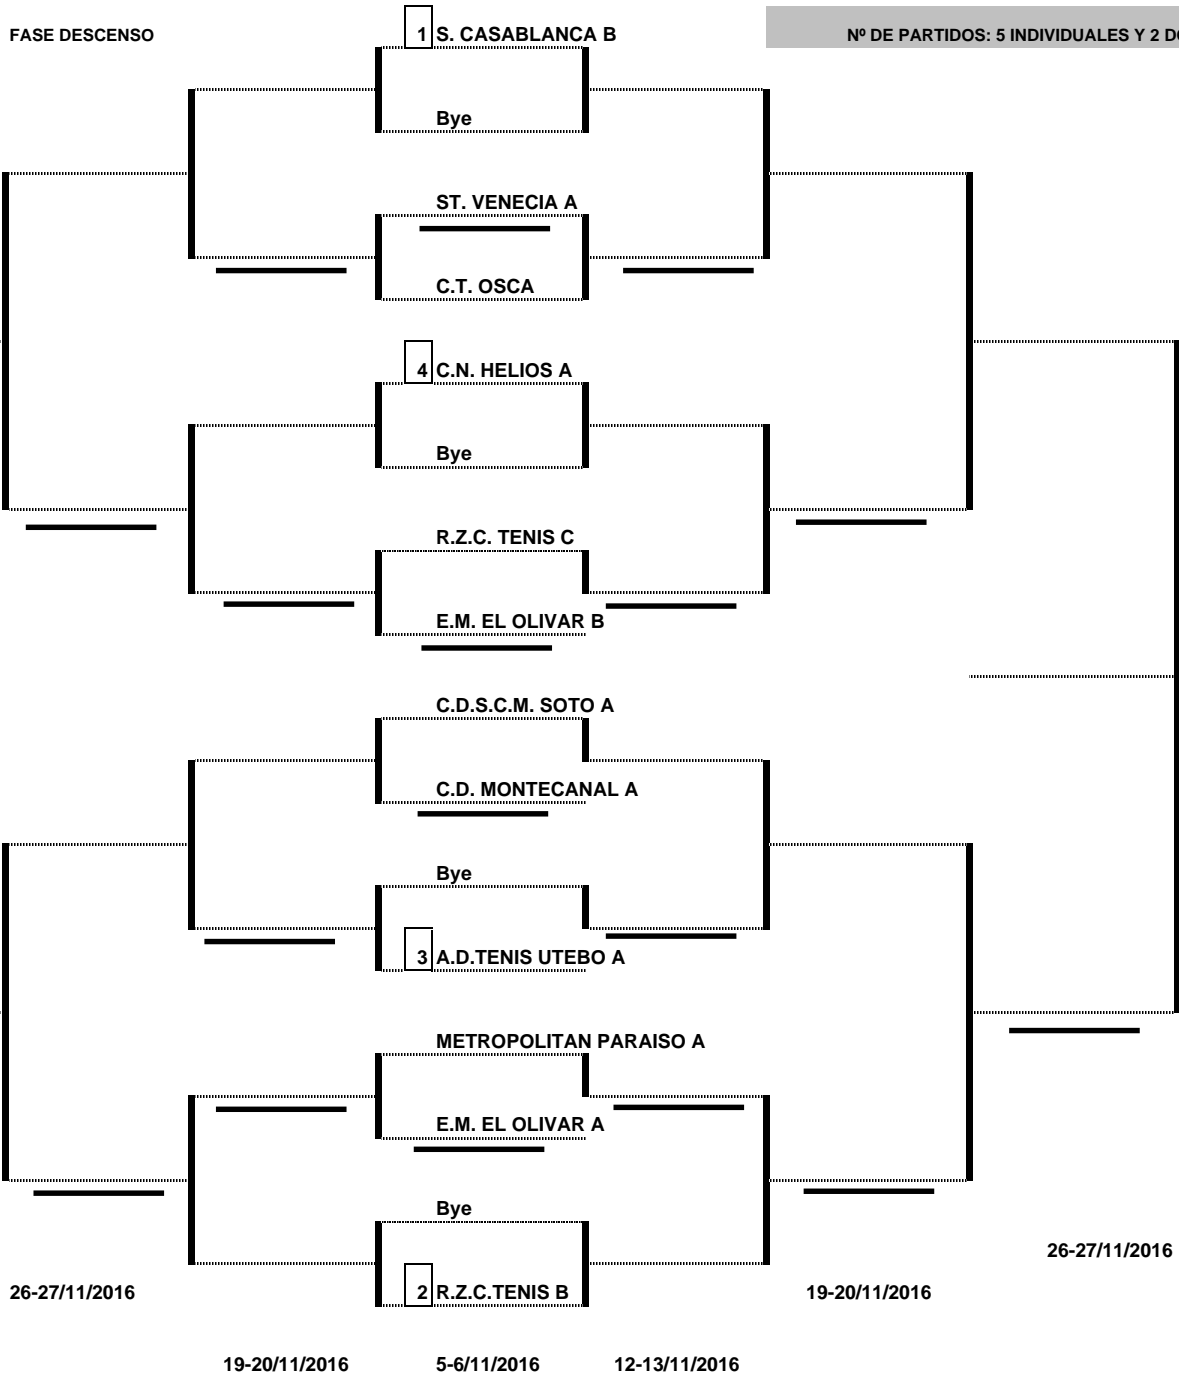 FASE DESCENSO
1 S. CASABLANCA B
Nº DE PARTIDOS: 5 INDIVIDUALES Y 2
Bye
ST. VENECIA A
C.T. OSCA
4 C.N. HELIOS A
Bye
R.Z.C. TENIS C
E.M. EL OLIVAR B
C.D.S.C.M. SOTO A
C.D. MONTECANAL A
Bye
3 A.D.TENIS UTEBO A
METROPOLITAN PARAISO A
E.M. EL OLIVAR A
Bye
26-27/11/2016
26-27/11/2016
2 R.Z.C.TENIS B
19-20/11/2016
19-20/11/2016
5-6/11/2016
12-13/11/2016